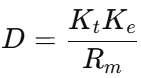 D = \frac{K_t K_e}{R_m}